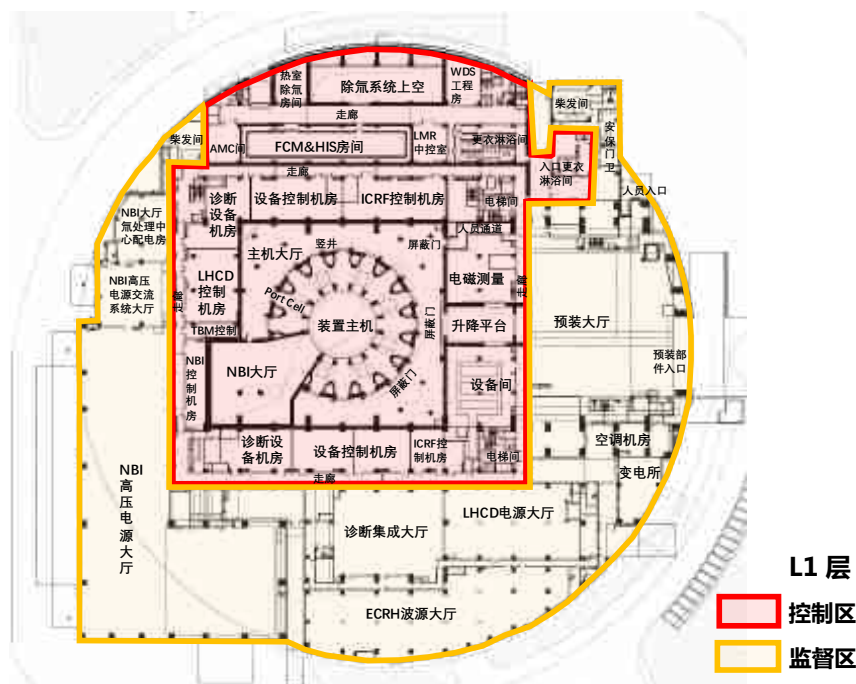 热室
除氚
房间
除氚系统上空
WDS
工程
房
走廊
柴发间
柴发间
AMC间
FCM&HIS房间
LMR
中控室
更衣淋浴间
安
保
门
卫
入口更衣
淋浴间
走廊
人员入口
诊断
设备
机房
设备控制机房
ICRF控制机房
电梯间
NBI大厅
氚处理中
心配电房
人员通道
主机大厅
竖井
屏蔽门
NBI高压
电源交流
系统大厅
LHCD
控制
机房
走廊
Port Cell
电磁测量
走廊
装置主机
屏蔽门
升降平台
预装大厅
TBM控制
NBI
控
制
机
房
NBI大厅
屏蔽门
设备间
预装部
件入口
诊断设
备机房
设备控制机房
ICRF控
制机房
电梯间
空调机房
变电所
走廊
NBI
高
压
电
源
大
厅
诊断集成大厅
LHCD电源大厅
ECRH波源大厅
L1 层
控制区
监督区